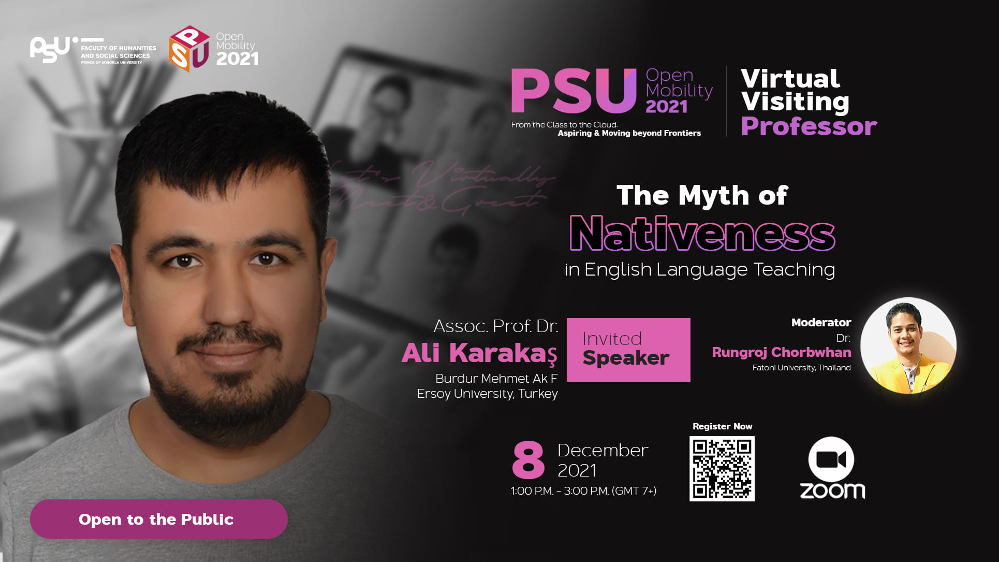 PSU
FACULTY OF HUMANITIES
AND SOCIAL SCIENCES
PRINCE OF SONGKLA UNIVERSITY
PSU
Open
Mobility
2021
PSU
Open
Mobility
2021
From the Class to the Cloud:
Aspiring & Moving beyond Frontiers
Virtual
Visiting
Professor
Let's Virtually
Meet&Greet
The Myth of
Nativeness
in English Language Teaching
Assoc. Prof. Dr.
Ali Karakaş
Burdur Mehmet Ak F
Ersoy University, Turkey
Invited
Speaker
Moderator
Dr.
Rungroj Chorbwhan
Fatoni University, Thailand
8
December
2021
1:00 P.M. - 3:00 P.M. (GMT 7+)
Register Now
zoom
Open to the Public